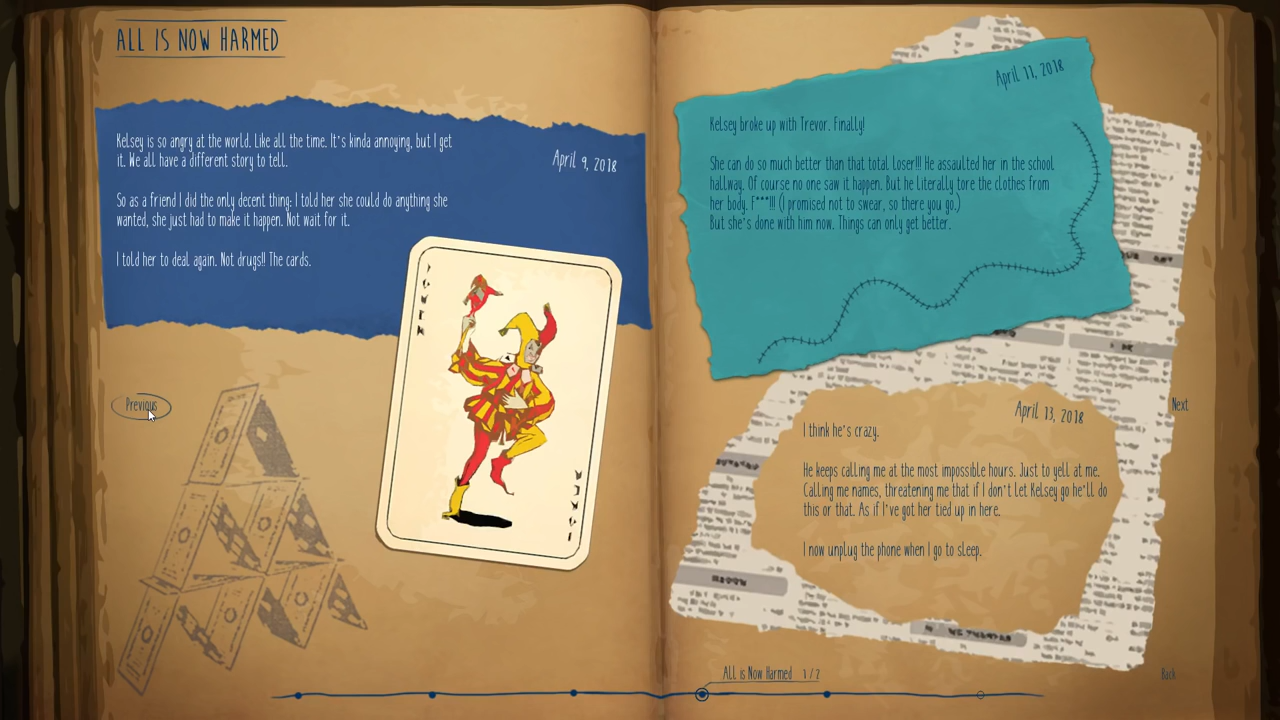 ALL IS NOW HARMED
Kelsey is so angry at the world. Like all the time. It's kinda annoying, but I get
it. We all have a different story to tell.
April 9, 2018
So as a friend I did the only decent thing: I told her she could do anything she
wanted, she just had to make it happen. Not wait for it.
I told her to deal again. Not drugs!! The cards.
JOKER
JOKER
Previous
April 11, 2018
Kelsey broke up with Trevor. Finally!
She can do so much better than that total loser!!! He assaulted her in the school
hallway. Of course no one saw it happen. But he literally tore the clothes from
her body. F***!!! (I promised not to swear, so there you go.)
But she's done with him now. Things can only get better.
April 13, 2018
I think he's crazy.
He keeps calling me at the most impossible hours. Just to yell at me.
Calling me names, threatening me that if I don't let Kelsey go he'll do
this or that. As if I've got her tied up in here.
I now unplug the phone when I go to sleep.
Next
ALL is Now Harmed 1 / 2
Back